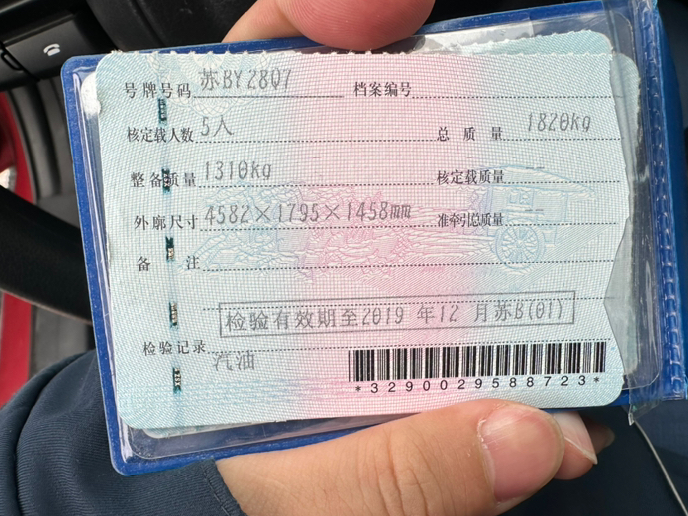 号牌号码 苏BY28Q7 档案编号
核定载人数 5人 总质量 1820kg
整备质量 1310kg 核定载质量
外廓尺寸 4582×1795×1458mm 准牵引总质量
备注
检验有效期至2019年12月苏B(01)
检验记录
汽油
*3290029588723*